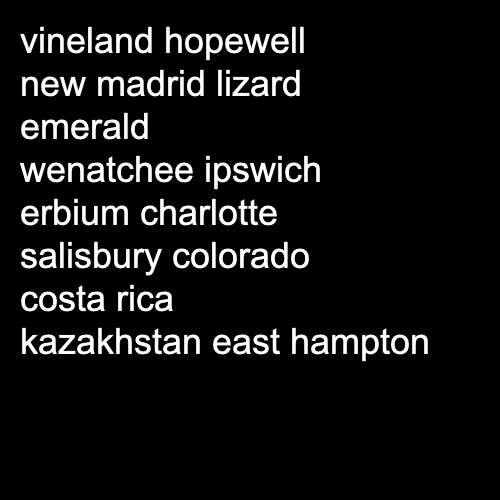 vineland hopewell
new madrid lizard
emerald
wenatchee ipswich
erbium charlotte
salisbury colorado
costa rica
kazakhstan east hampton